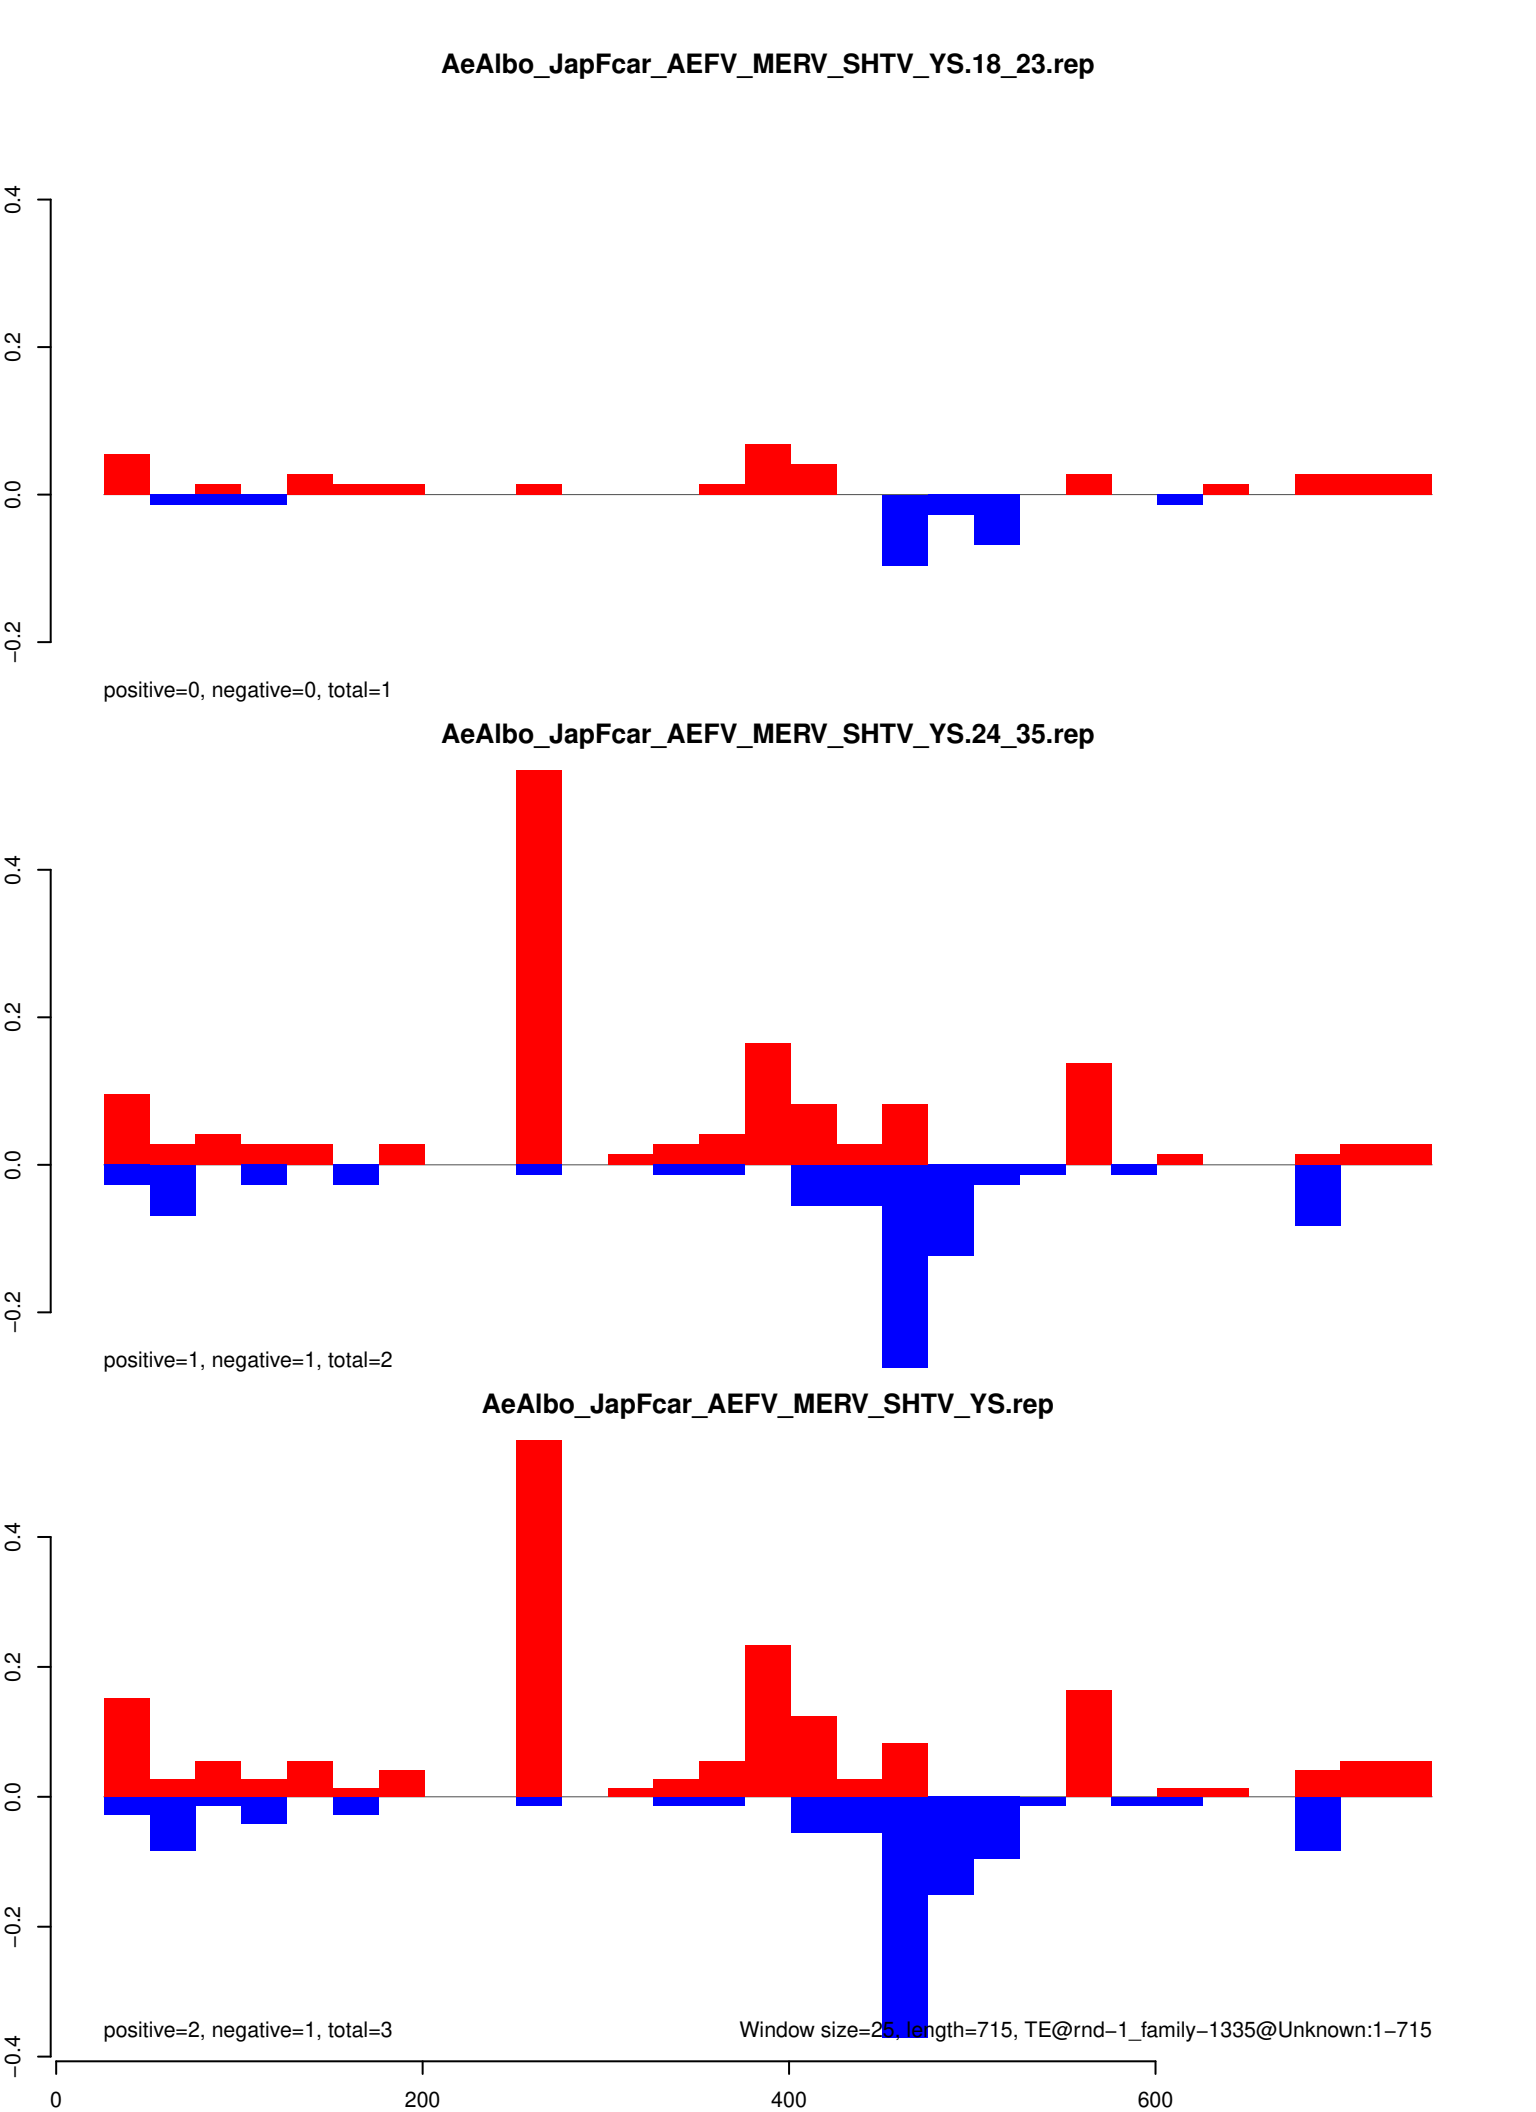 AeAlbo_JapFcar_AEFV_MERV_SHTV_YS.18_23.rep
0.4
0.2
0.0
−0.2
positive=0, negative=0, total=1
AeAlbo_JapFcar_AEFV_MERV_SHTV_YS.24_35.rep
0.4
0.2
0.0
−0.2
positive=1, negative=1, total=2
AeAlbo_JapFcar_AEFV_MERV_SHTV_YS.rep
0.4
0.2
0.0
−0.2
−0.4
positive=2, negative=1, total=3
Window size=25, length=715, TE@rnd−1_family−1335@Unknown:1−715
0 200 400 600